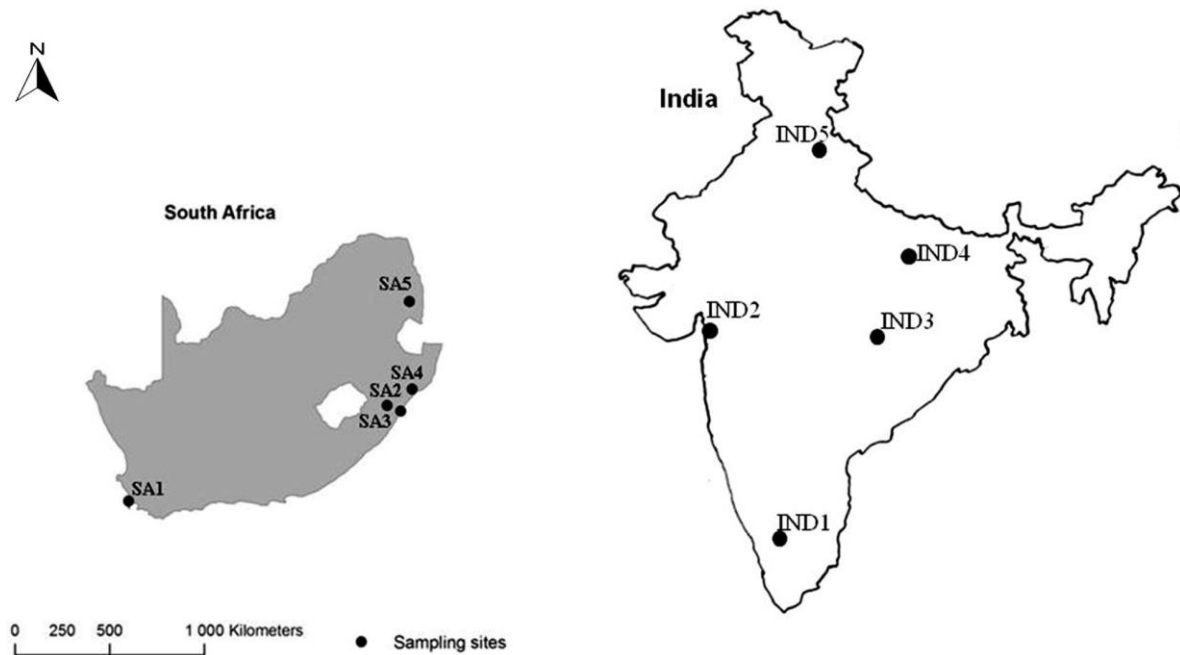 N
India
IND5
South Africa
IND4
SA5
IND2
IND3
SA4
SA2
SA3
SA1
IND1
0 250 500 1 000 Kilometers
Sampling sites